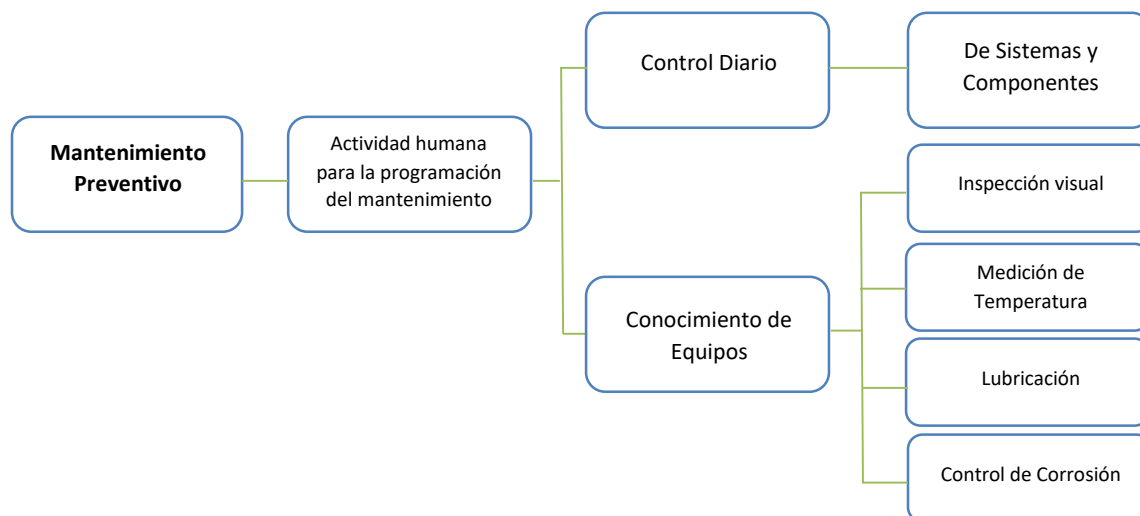 Mantenimiento
Preventivo
Actividad humana
para la programación
del mantenimiento
Control Diario
De Sistemas y
Componentes
Conocimiento de
Equipos
Inspección visual
Medición de
Temperatura
Lubricación
Control de Corrosión